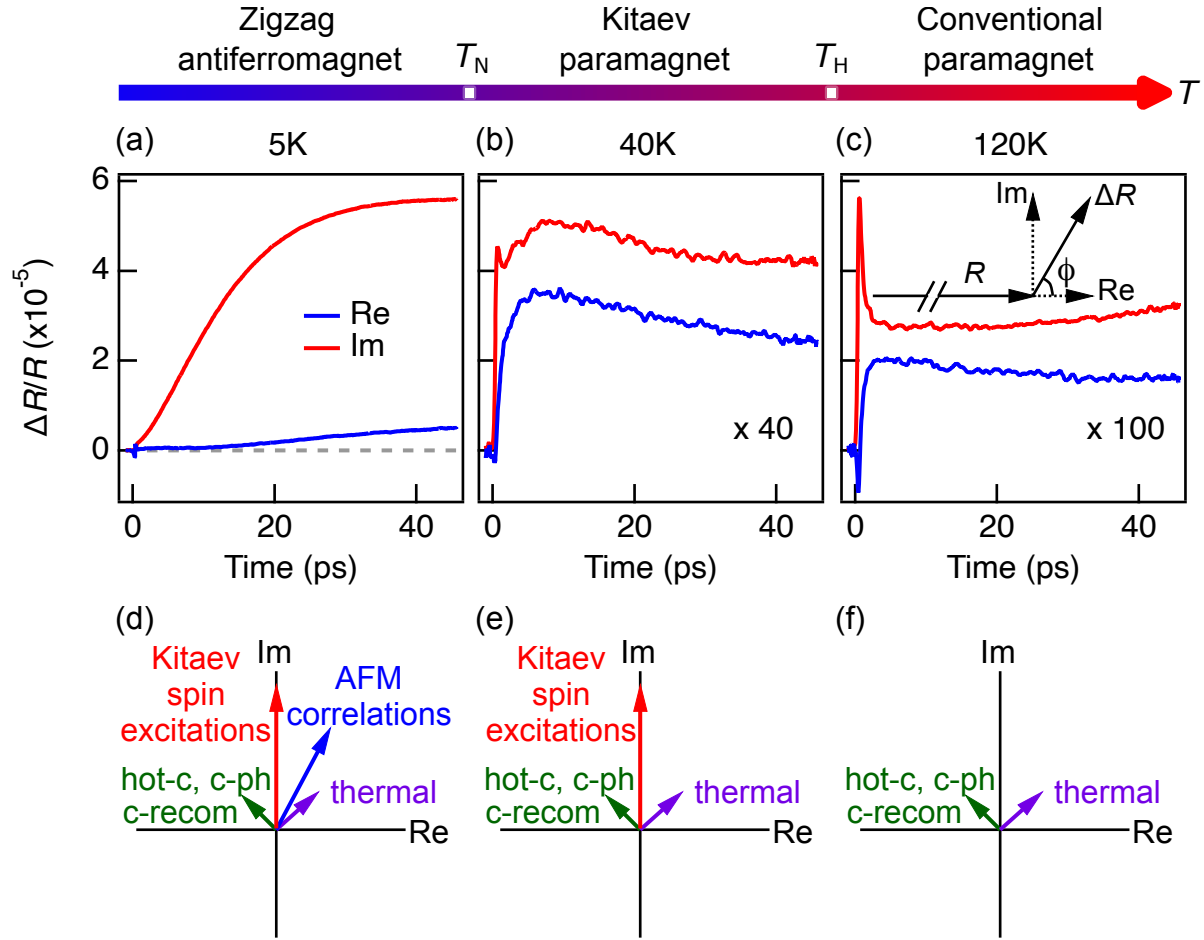 Zigzag
antiferromagnet
T_N
Kitaev
paramagnet
T_H
Conventional
paramagnet
T
(a)
5K
(b)
40K
(c)
120K
ΔR/R (x10^-5)
6
4
2
0
Re
Im
0
20
40
Time (ps)
x 40
0
20
40
Time (ps)
Im
ΔR
R
ϕ
Re
x 100
0
20
40
Time (ps)
(d)
Im
Kitaev
spin
excitations
AFM
correlations
hot-c, c-ph
c-recom
thermal
Re
(e)
Im
Kitaev
spin
excitations
hot-c, c-ph
c-recom
thermal
Re
(f)
Im
hot-c, c-ph
c-recom
thermal
Re